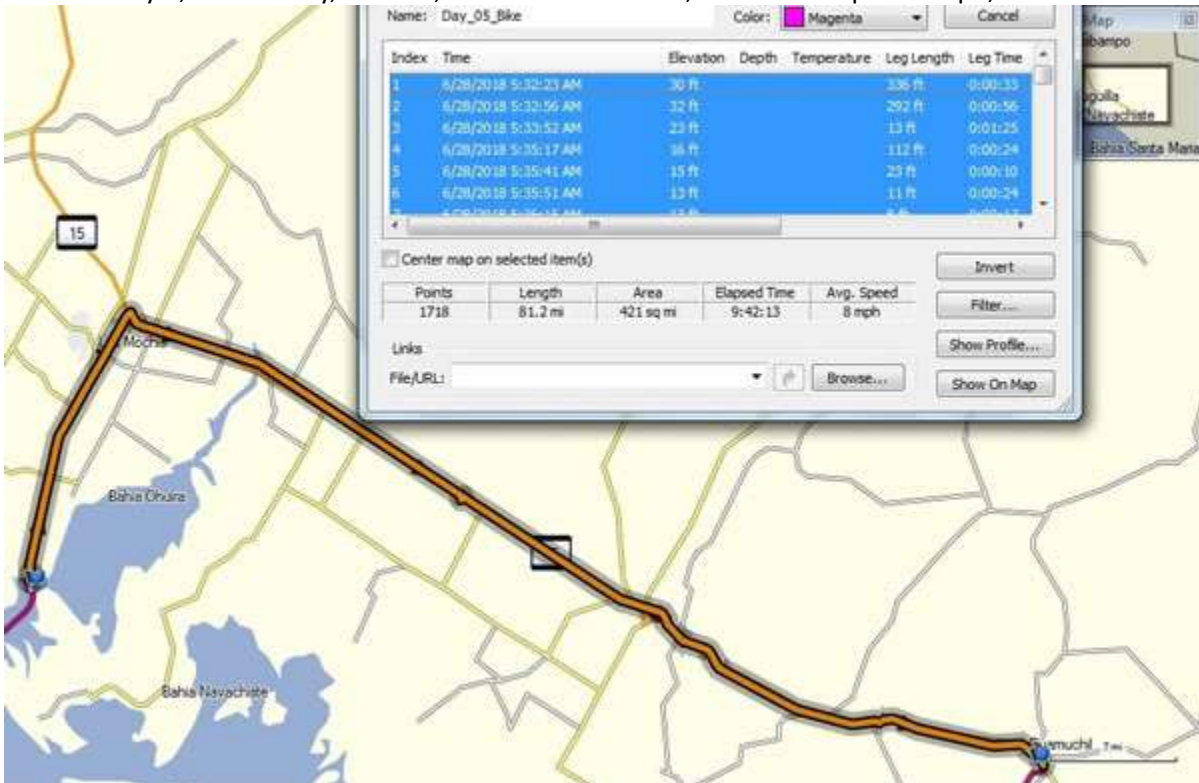 Name: Day_05_Bike Color: Magenta Cancel
Index Time Elevation Depth Temperature Leg Length Leg Time
1 6/28/2018 5:32:23 AM 30 ft 336 ft 0:00:33
2 6/28/2018 5:32:56 AM 32 ft 292 ft 0:00:56
3 6/28/2018 5:33:52 AM 23 ft 13 ft 0:01:25
4 6/28/2018 5:35:17 AM 16 ft 112 ft 0:00:24
5 6/28/2018 5:35:41 AM 15 ft 23 ft 0:00:10
6 6/28/2018 5:35:51 AM 13 ft 11 ft 0:00:24
Center map on selected item(s)
Invert
Points Length Area Elapsed Time Avg. Speed
1718 81.2 mi 421 sq mi 9:42:13 8 mph
Filter...
Links
Show Profile...
File/URL: Browse...
Show On Map
Map
Navachiste
Bahia Santa Maria
15
Mochis
Bahia Ohuira
Bahia Navachiste
7 mi